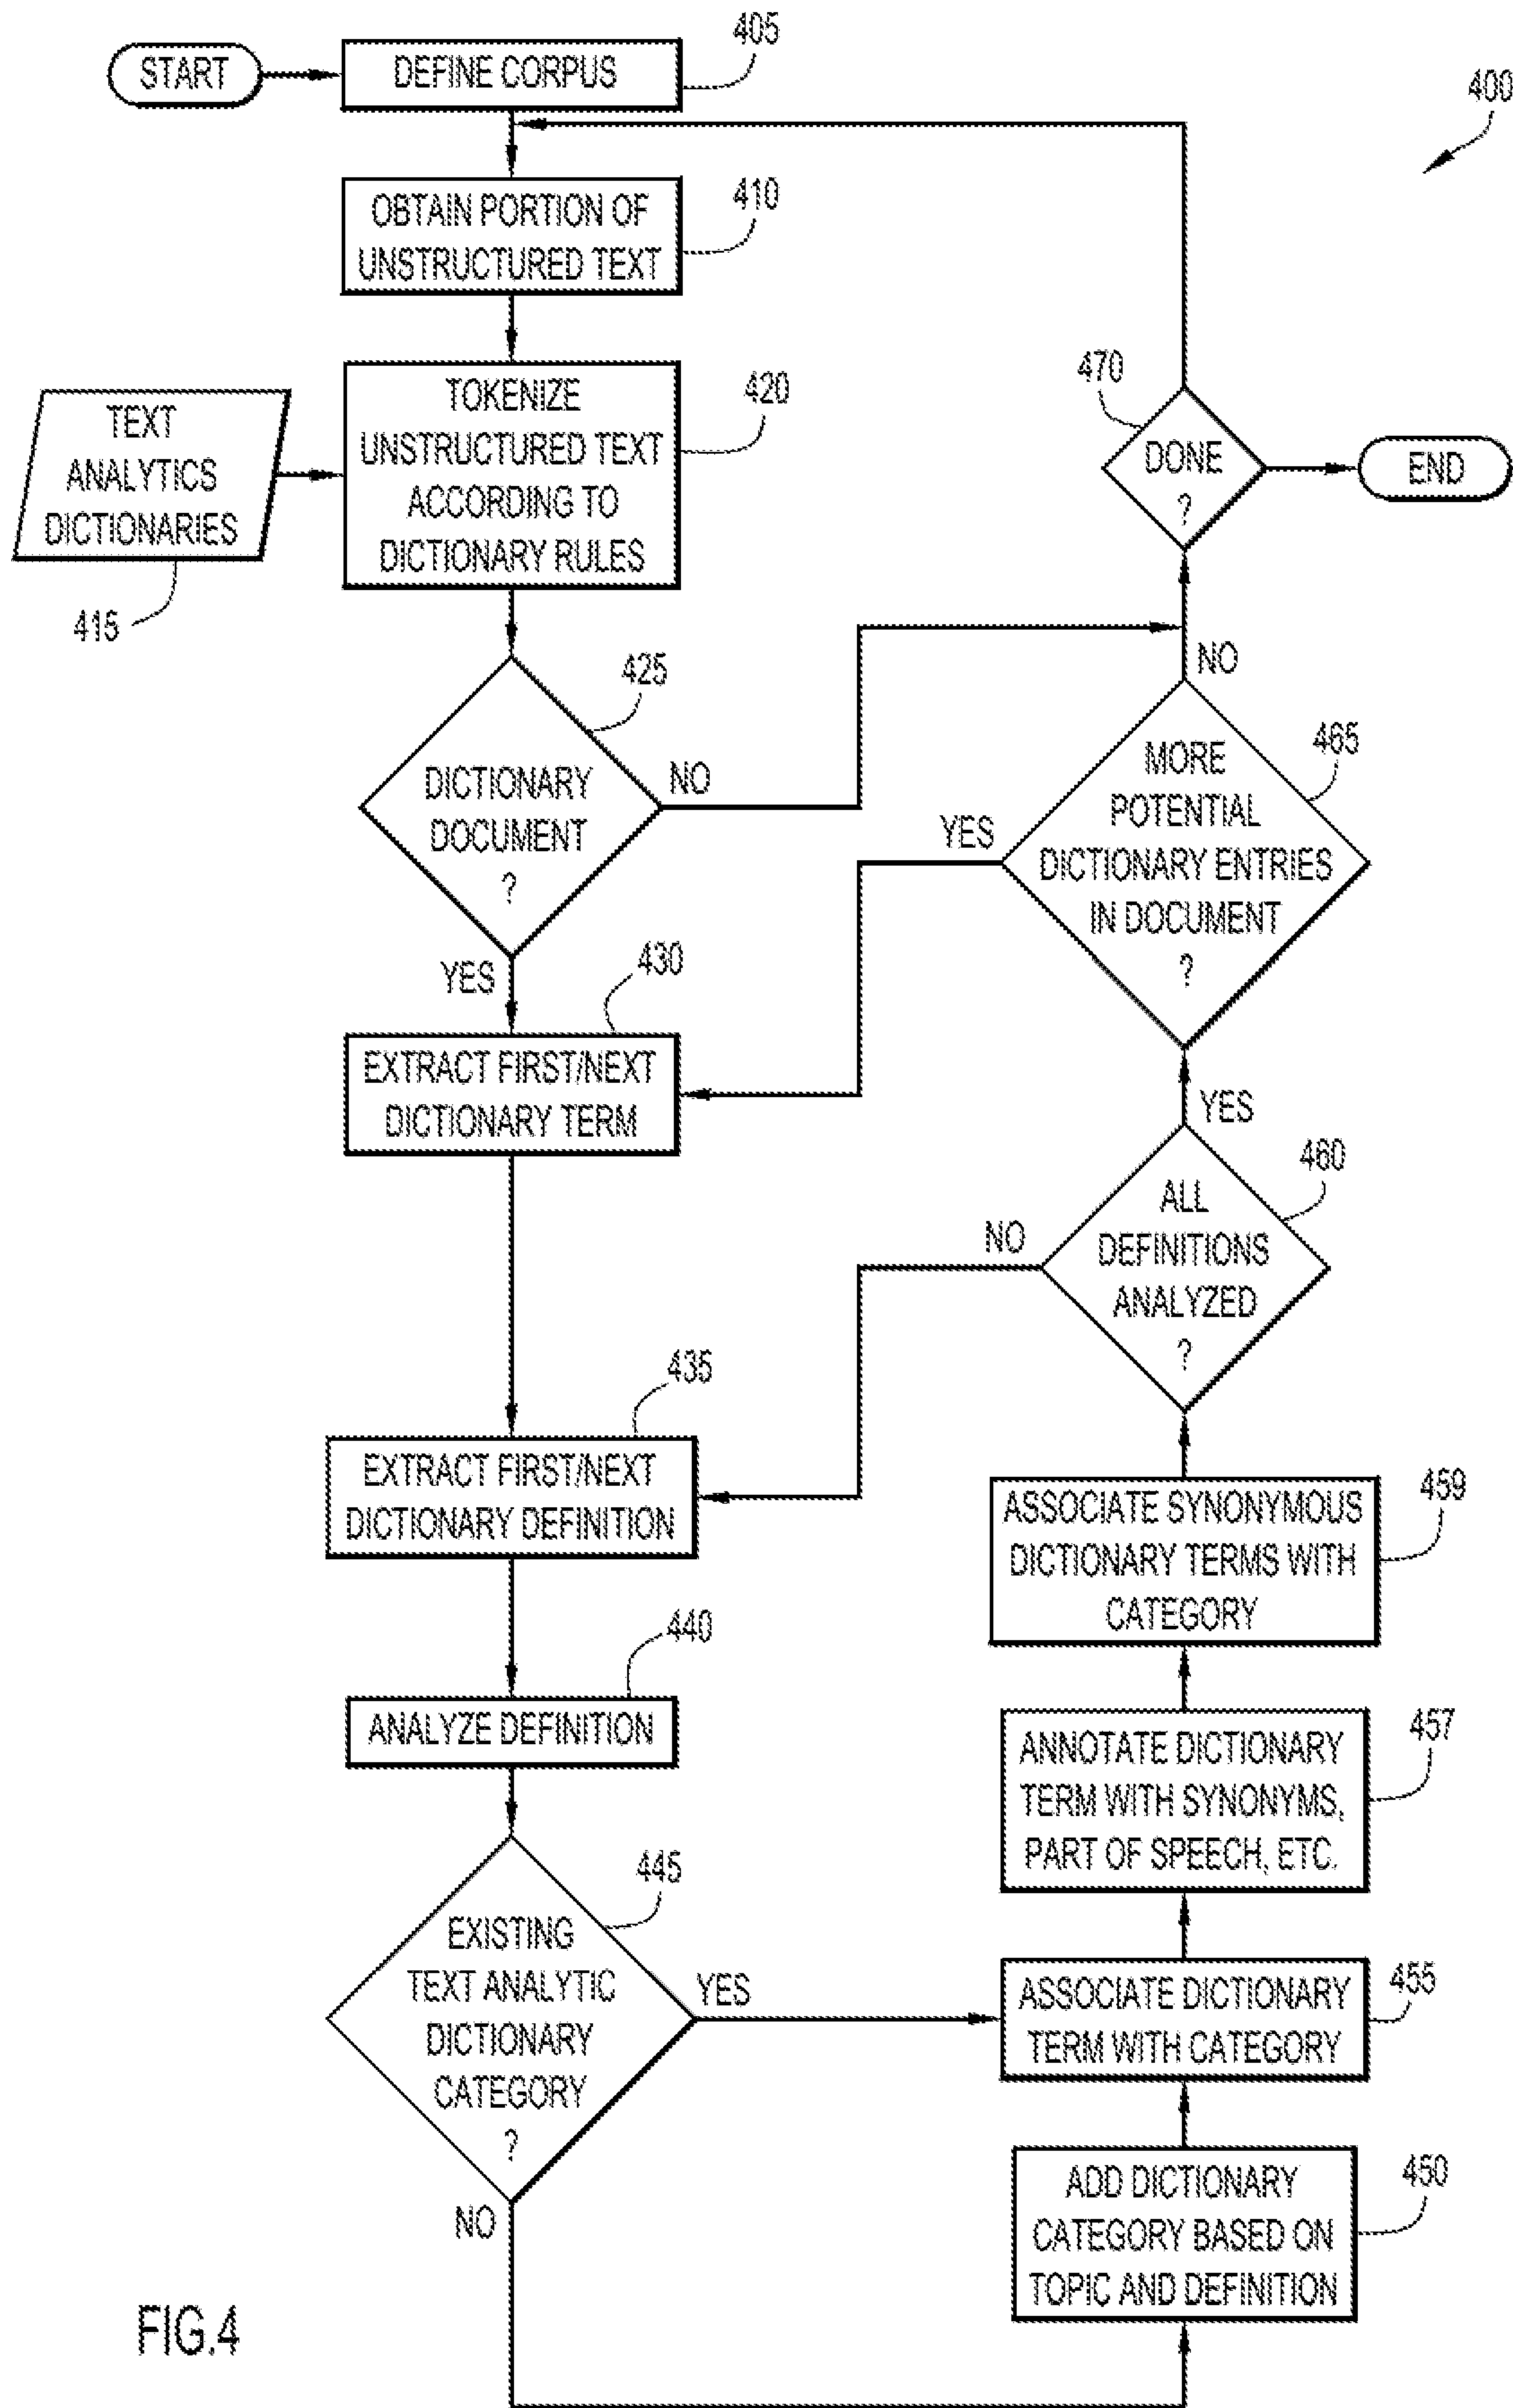 START
DEFINE CORPUS
405
400
OBTAIN PORTION OF
UNSTRUCTURED TEXT
410
TEXT
ANALYTICS
DICTIONARIES
415
TOKENIZE
UNSTRUCTURED TEXT
ACCORDING TO
DICTIONARY RULES
420
470
DONE
?
END
425
DICTIONARY
DOCUMENT
?
NO
YES
NO
MORE
POTENTIAL
DICTIONARY ENTRIES
IN DOCUMENT
?
465
YES
430
EXTRACT FIRST/NEXT
DICTIONARY TERM
YES
460
ALL
DEFINITIONS
ANALYZED
?
NO
435
EXTRACT FIRST/NEXT
DICTIONARY DEFINITION
ASSOCIATE SYNONYMOUS
DICTIONARY TERMS WITH
CATEGORY
459
440
ANALYZE DEFINITION
ANNOTATE DICTIONARY
TERM WITH SYNONYMS,
PART OF SPEECH, ETC.
457
445
EXISTING
TEXT ANALYTIC
DICTIONARY
CATEGORY
?
YES
ASSOCIATE DICTIONARY
TERM WITH CATEGORY
455
NO
ADD DICTIONARY
CATEGORY BASED ON
TOPIC AND DEFINITION
450
FIG.4